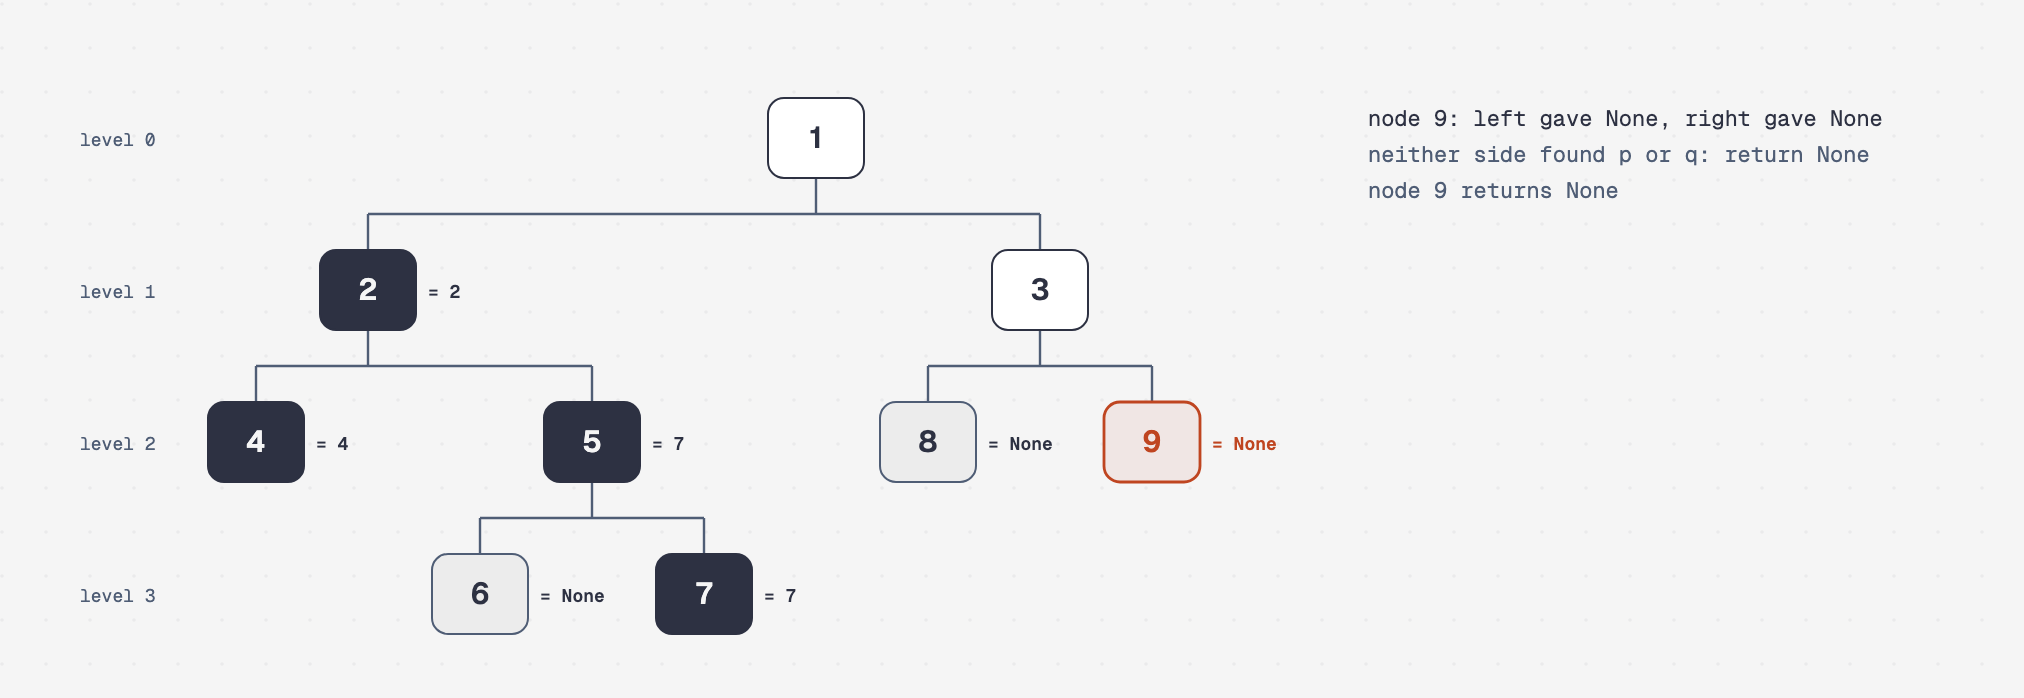 level 0
1
node 9: left gave None, right gave None
neither side found p or q: return None
node 9 returns None
level 1
2
= 2
3
level 2
4
= 4
5
= 7
8
= None
9
= None
level 3
6
= None
7
= 7